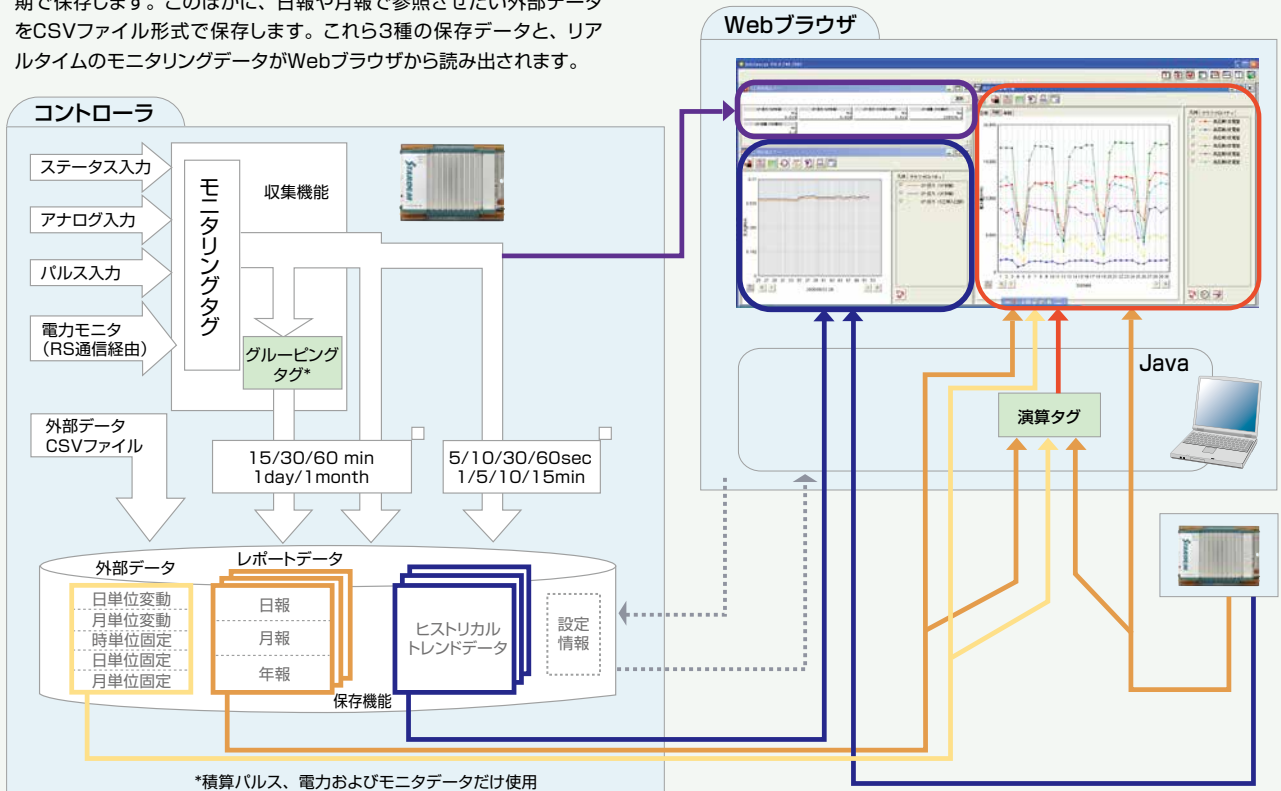 期で保存します。このほかに、日報や月報で参照させたい外部データ
をCSVファイル形式で保存します。これら3種の保存データと、リア
ルタイムのモニタリングデータがWebブラウザから読み出されます。
コントローラ
ステータス入力
アナログ入力
パルス入力
電力モニタ
(RS通信経由)
モニタリングタグ
収集機能
STARDOM
グルーピング
タグ*
外部データ
CSVファイル
15/30/60 min
1day/1month
5/10/30/60sec
1/5/10/15min
外部データ
日単位変動
月単位変動
時単位固定
日単位固定
月単位固定
レポートデータ
日報
月報
年報
ヒストリカル
トレンドデータ
設定
情報
保存機能
*積算パルス、電力およびモニタデータだけ使用
Webブラウザ
Java
演算タグ
STARDOM